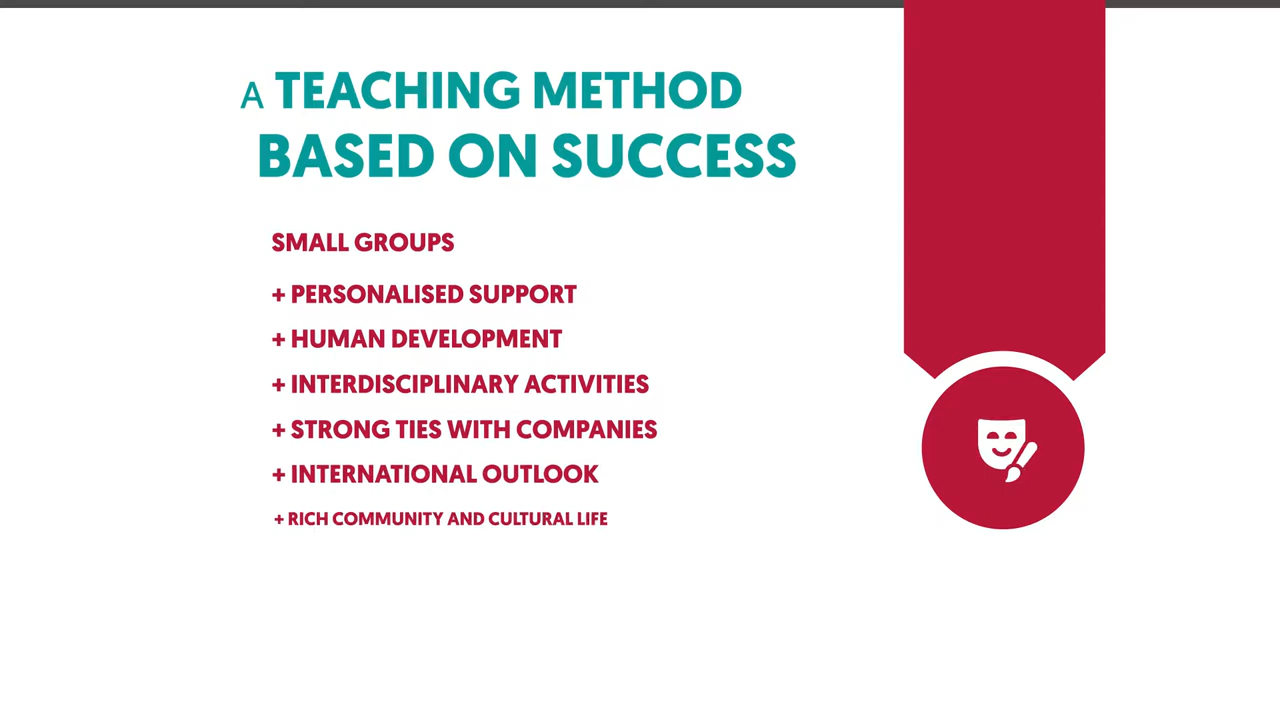 A TEACHING METHOD
BASED ON SUCCESS
SMALL GROUPS
+ PERSONALISED SUPPORT
+ HUMAN DEVELOPMENT
+ INTERDISCIPLINARY ACTIVITIES
+ STRONG TIES WITH COMPANIES
+ INTERNATIONAL OUTLOOK
+ RICH COMMUNITY AND CULTURAL LIFE